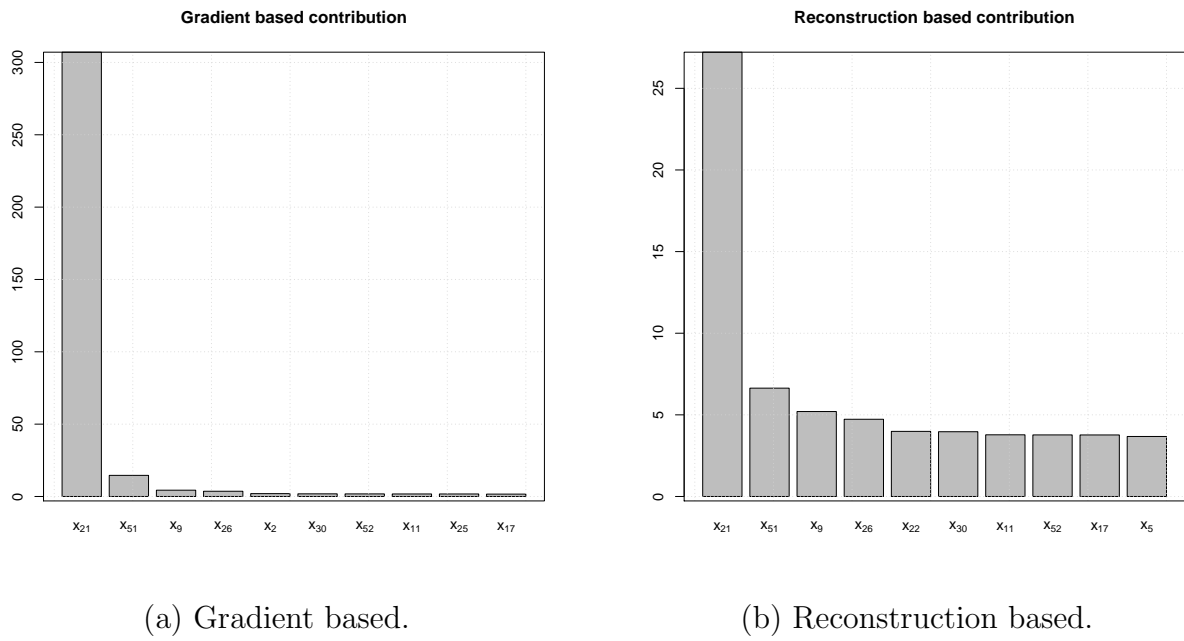 Gradient based contribution
300
250
200
150
100
50
0
x21 x51 x9 x26 x2 x30 x52 x11 x25 x17
(a) Gradient based.
Reconstruction based contribution
25
20
15
10
5
0
x21 x51 x9 x26 x22 x30 x11 x52 x17 x5
(b) Reconstruction based.